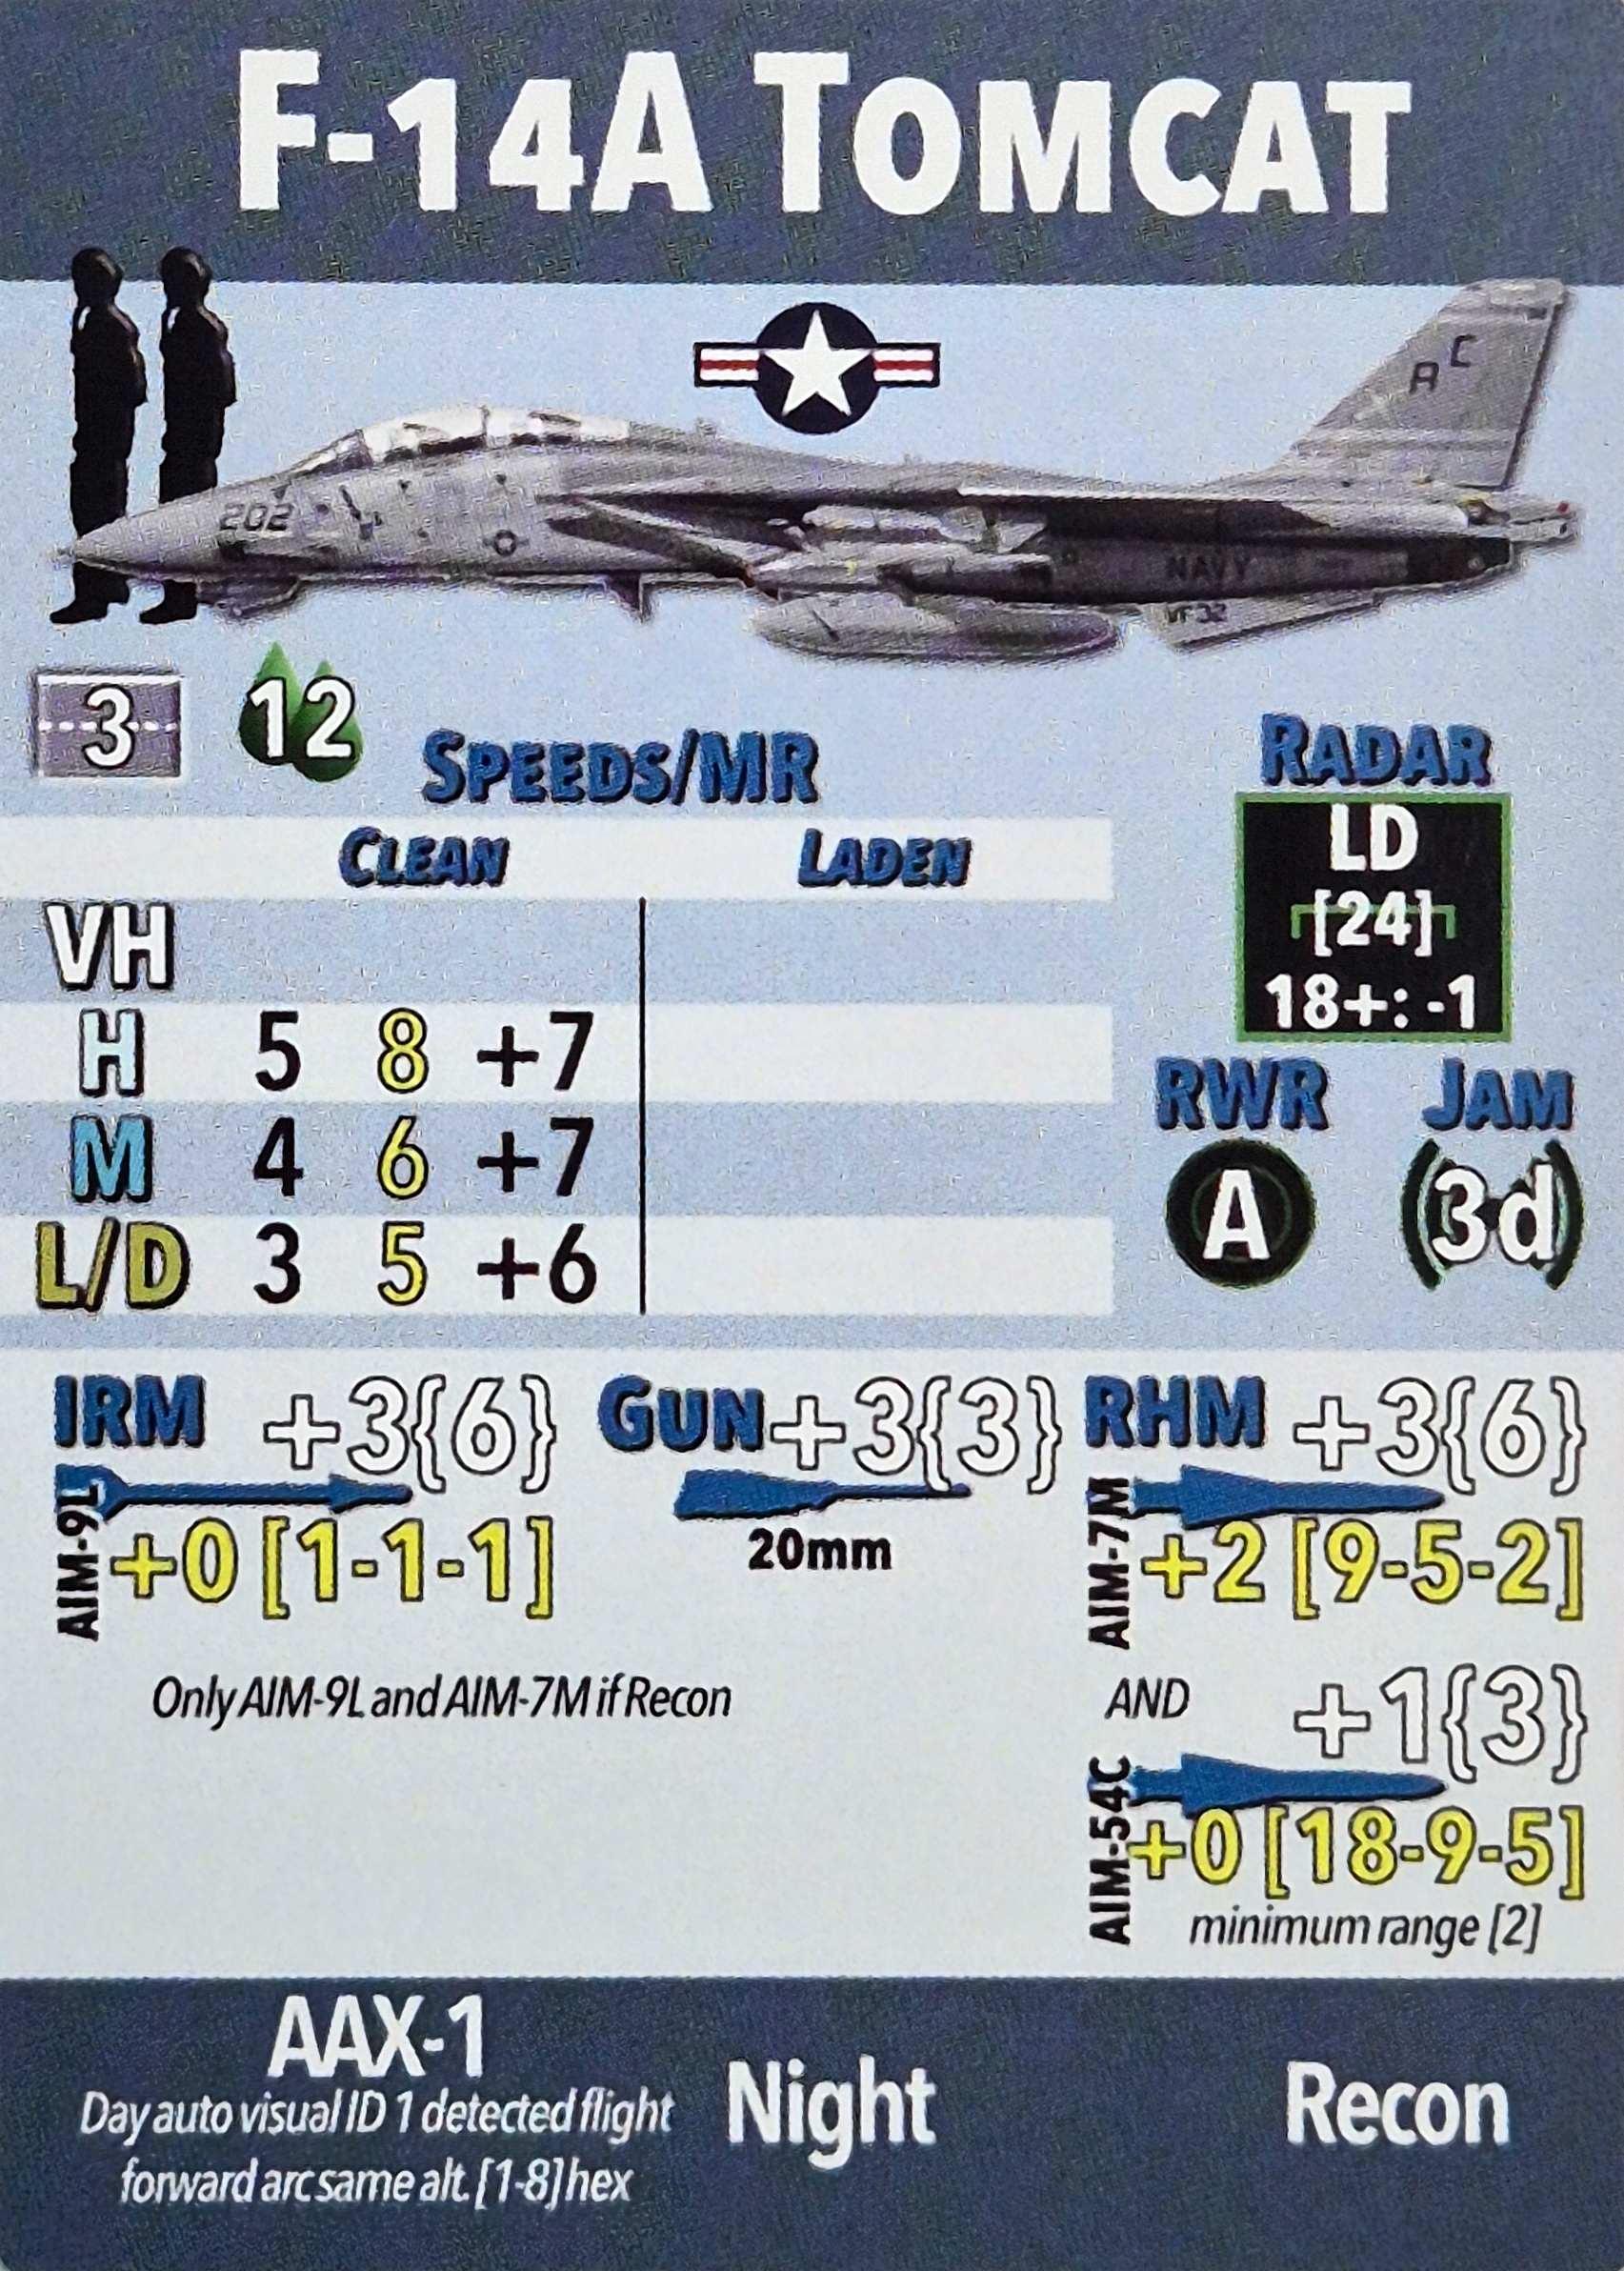 F-14A TOMCAT
A C
202
NAVY
VF 32
3 12
SPEEDS/MR
RADAR
LD
[24]
18+: -1
CLEAN LADEN
VH
H 5 8 +7
M 4 6 +7
L/D 3 5 +6
RWR JAM
A (3d)
IRM +3{6}
AIM-9L +0 [1-1-1]
GUN +3{3}
20mm
RHM +3{6}
AIM-7M +2 [9-5-2]
Only AIM-9L and AIM-7M if Recon
AND +1{3}
AIM-54C +0 [18-9-5]
minimum range [2]
AAX-1
Day auto visual ID 1 detected flight
forward arc same alt. [1-8] hex
Night
Recon